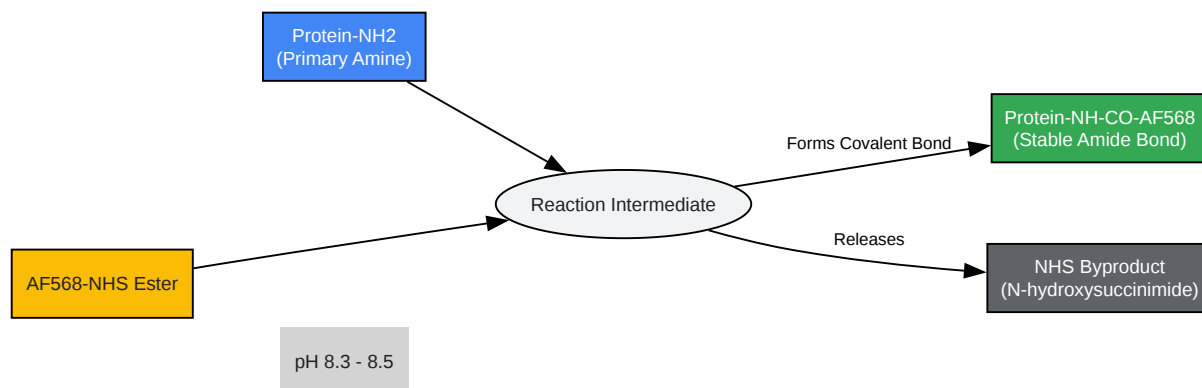 Protein-NH2
(Primary Amine)
AF568-NHS Ester
pH 8.3 - 8.5
Reaction Intermediate
Forms Covalent Bond
Releases
Protein-NH-CO-AF568
(Stable Amide Bond)
NHS Byproduct
(N-hydroxysuccinimide)